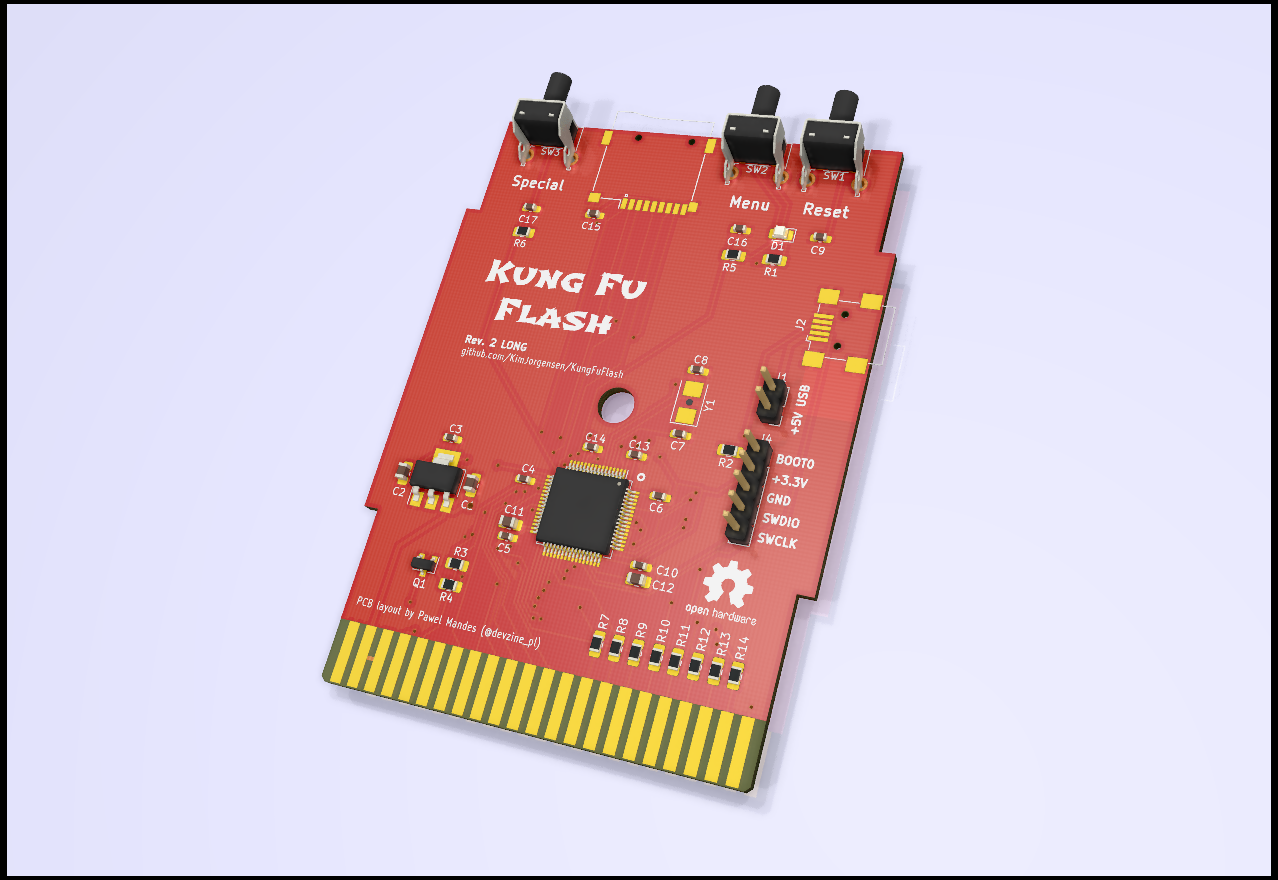 SW3
SW2
SW1
Special
Menu
Reset
C17
C15
R6
C16
D1
C9
R5
R1
KUNG FU
FLASH
J2
Rev. 2 LONG
github.com/KimJorgensen/KungFuFlash
C8
J1
Y1
+5V USB
C3
C14
C13
C7
J4
R2
BOOT0
C4
+3.3V
C2
GND
C6
C11
SWDIO
C5
SWCLK
R3
Q1
R4
C10
C12
open hardware
PCB layout by Pawel Mandes (@devzine_pl)
R7
R8
R9
R10
R11
R12
R13
R14